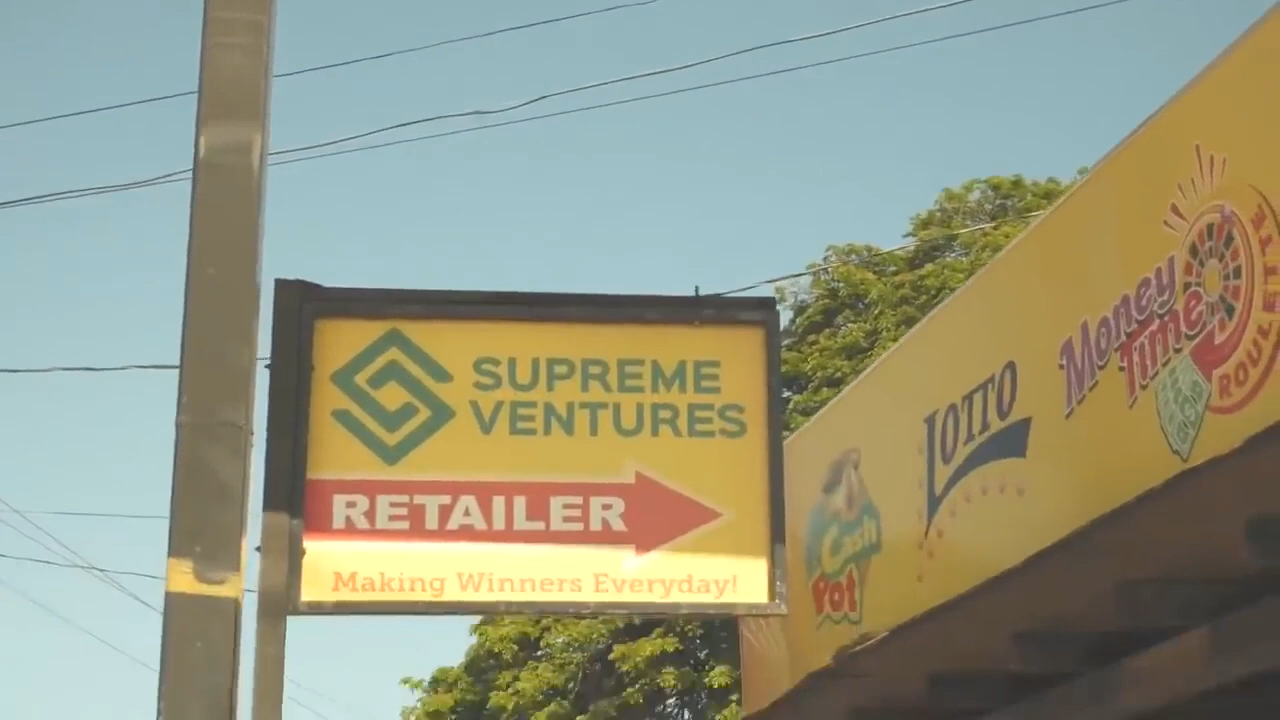 SUPREME
VENTURES
RETAILER
Making Winners Everyday!
Cash
Pot
LOTTO
Money
Time
ROULETTE